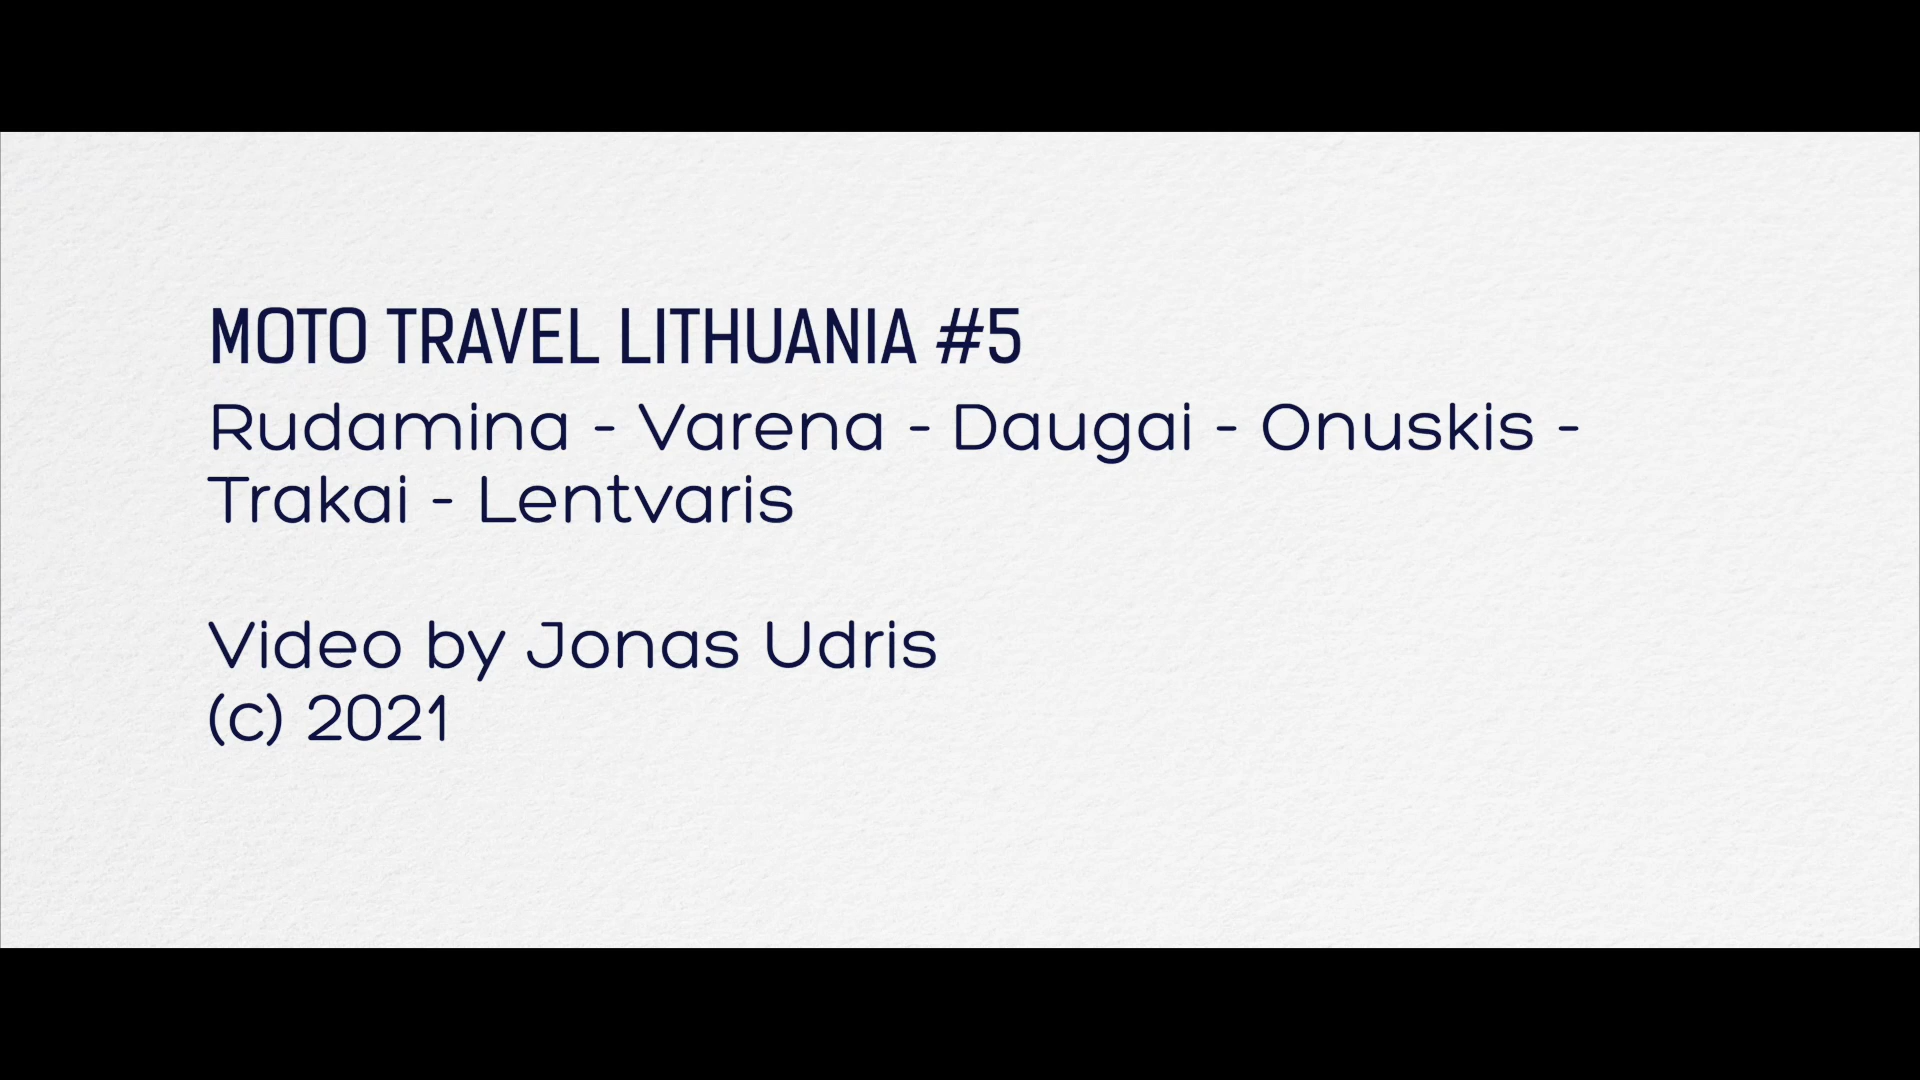 MOTO TRAVEL LITHUANIA #5
Rudamina - Varena - Daugai - Onuskis -
Trakai - Lentvaris
Video by Jonas Udris
(c) 2021